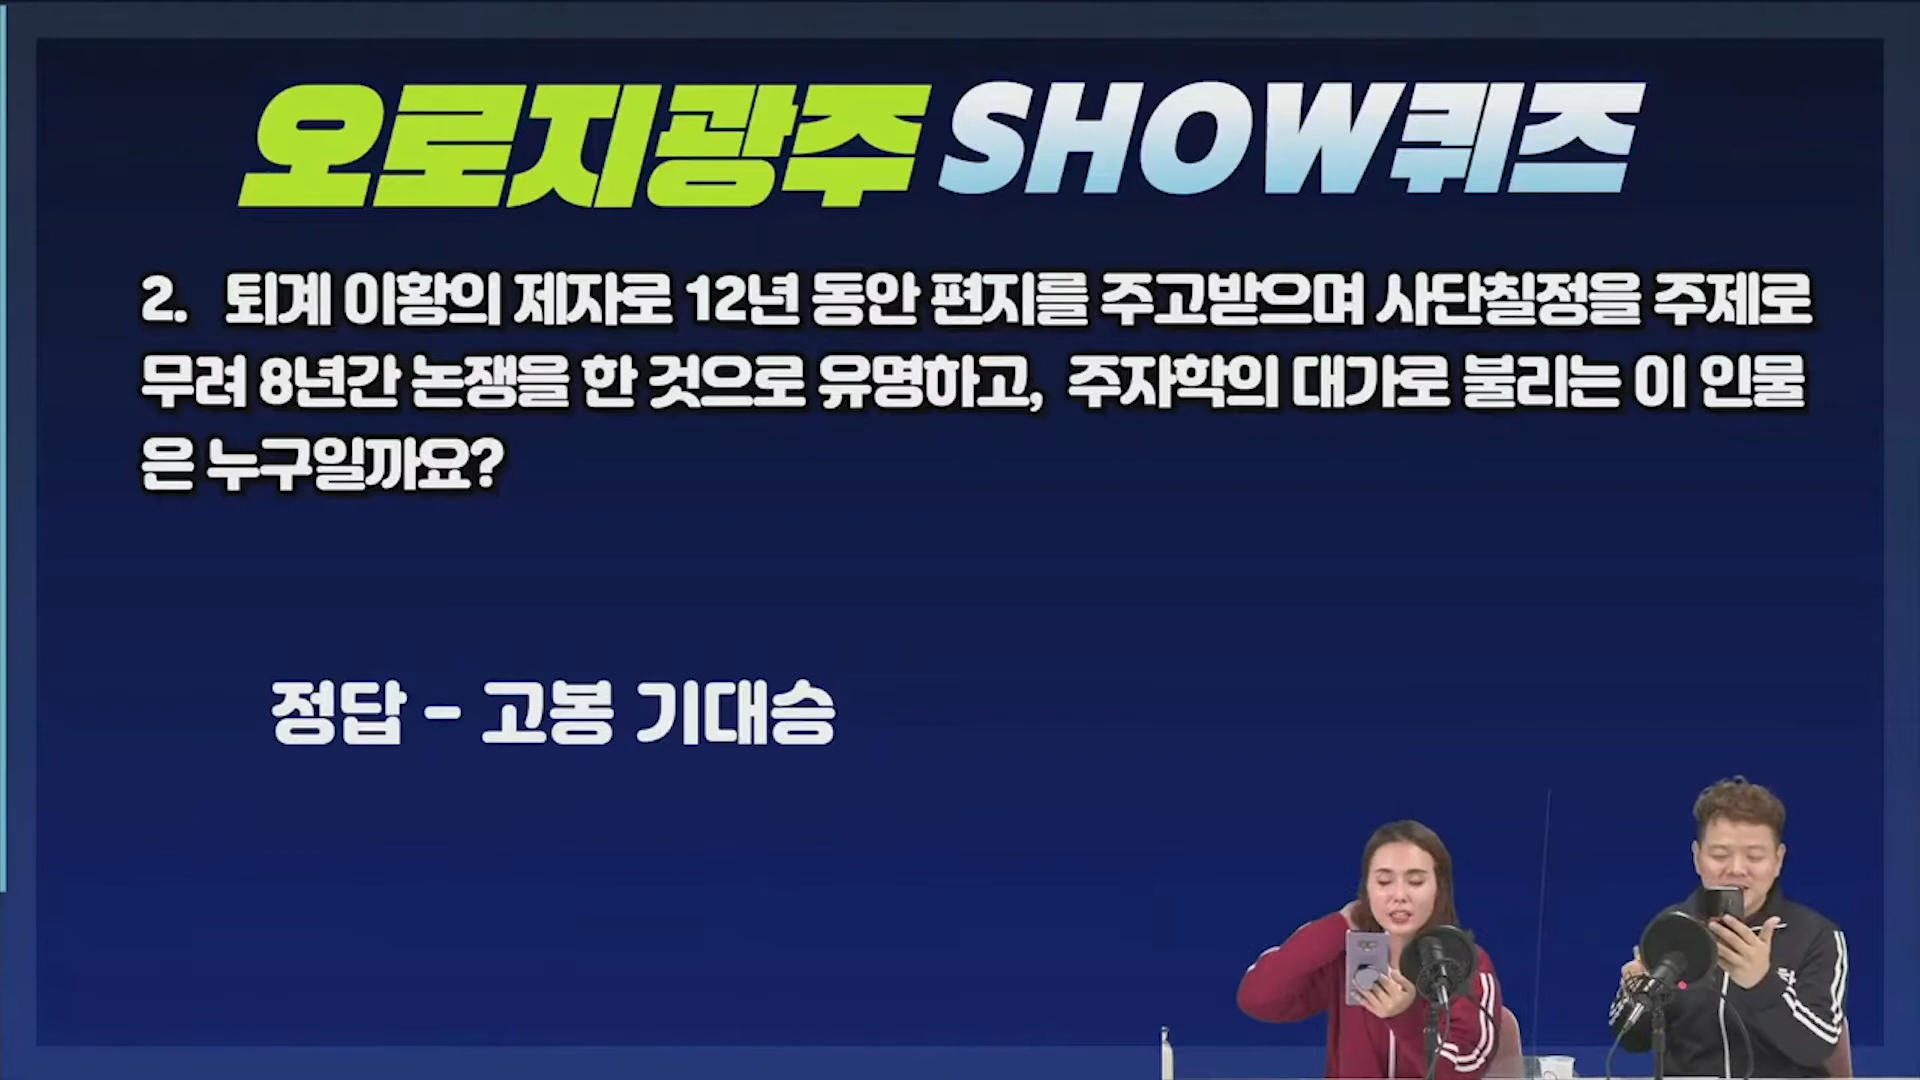 오로지광주 SHOW퀴즈
2. 퇴계 이황의 제자로 12년 동안 편지를 주고받으며 사단칠정을 주제로
무려 8년간 논쟁을 한 것으로 유명하고, 주자학의 대가로 불리는 이 인물
은 누구일까요?
정답 - 고봉 기대승